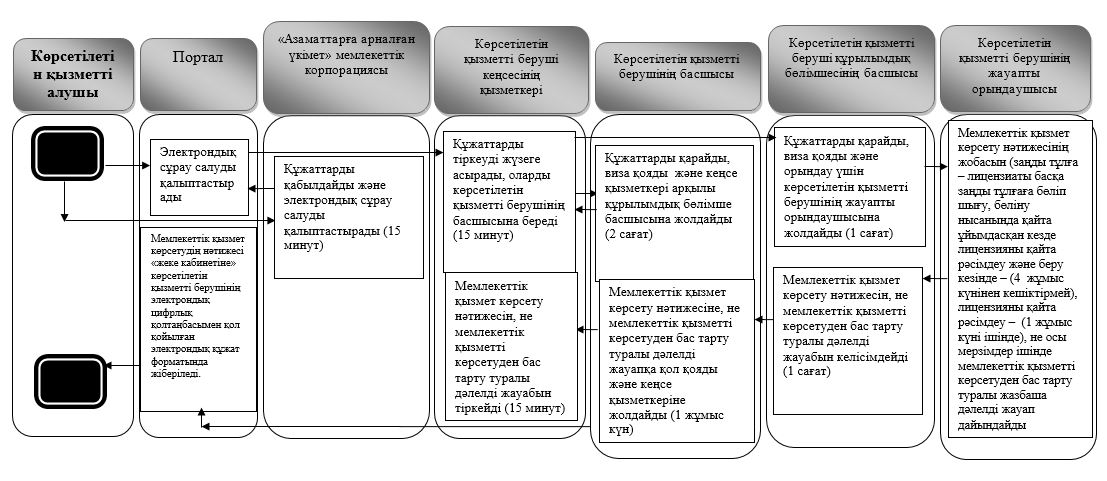 Көрсетілеті
н қызметті
алушы
Портал
«Азаматтарға арналған
үкімет» мемлекеттік
корпорациясы
Көрсетілетін
қызметті беруші
кеңсесінің
қызметкері
Көрсетілетін қызметті
берушінің басшысы
Көрсетілетін қызметті
беруші құрылымдық
бөлімшесінің басшысы
Көрсетілетін
қызметті берушінің
жауапты
орындаушысы
Электрондық
сұрау салуды
қалыптастыр
ады
Мемлекеттік қызмет
көрсетудің нәтижесі
«жеке кабинетіне»
көрсетілетін
қызметті берушінің
электрондық
цифрлық
қолтаңбасымен қол
қойылған
электрондық құжат
форматында
жіберіледі.
Құжаттарды
қабылдайды және
электрондық сұрау
салуды
қалыптастырады (15
минут)
Құжаттарды
тіркеуді жүзеге
асырады, оларды
көрсетілетін
қызметті берушінің
басшысына береді
(15 минут)
Мемлекеттік
қызмет көрсету
нәтижесін, не
мемлекеттік
қызметті
көрсетуден бас
тарту туралы
дәлелді жауабын
тіркейді (15 минут)
Құжаттарды қарайды,
виза қояды және кеңсе
қызметкері арқылы
құрылымдық бөлімше
басшысына жолдайды
(2 сағат)
Мемлекеттік қызмет
көрсету нәтижесіне, не
мемлекеттік қызметті
көрсетуден бас тарту
туралы дәлелді
жауапқа қол қояды
және кеңсе
қызметкеріне
жолдайды (1 жұмыс
күн)
Құжаттарды қарайды,
виза қояды және
орындау үшін
көрсетілетін қызметті
берушінің жауапты
орындаушысына
жолдайды (1 сағат)
Мемлекеттік қызмет
көрсету нәтижесін, не
мемлекеттік қызметті
көрсетуден бас тарту
туралы дәлелді
жауабын келісімдейді
(1 сағат)
Мемлекеттік қызмет
көрсету нәтижесінің
жобасын (заңды тұлға
– лицензиаты басқа
заңды тұлғаға бөліп
шығу, бөліну
нысанында қайта
ұйымдасқан кезде
лицензияны қайта
рәсімдеу және беру
кезінде – (4 жұмыс
күнінен кешіктірмей),
лицензияны қайта
рәсімдеу – (1 жұмыс
күні ішінде), не осы
мерзімдер ішінде
мемлекеттік қызметті
көрсетуден бас тарту
туралы жазбаша
дәлелді жауап
дайындайды